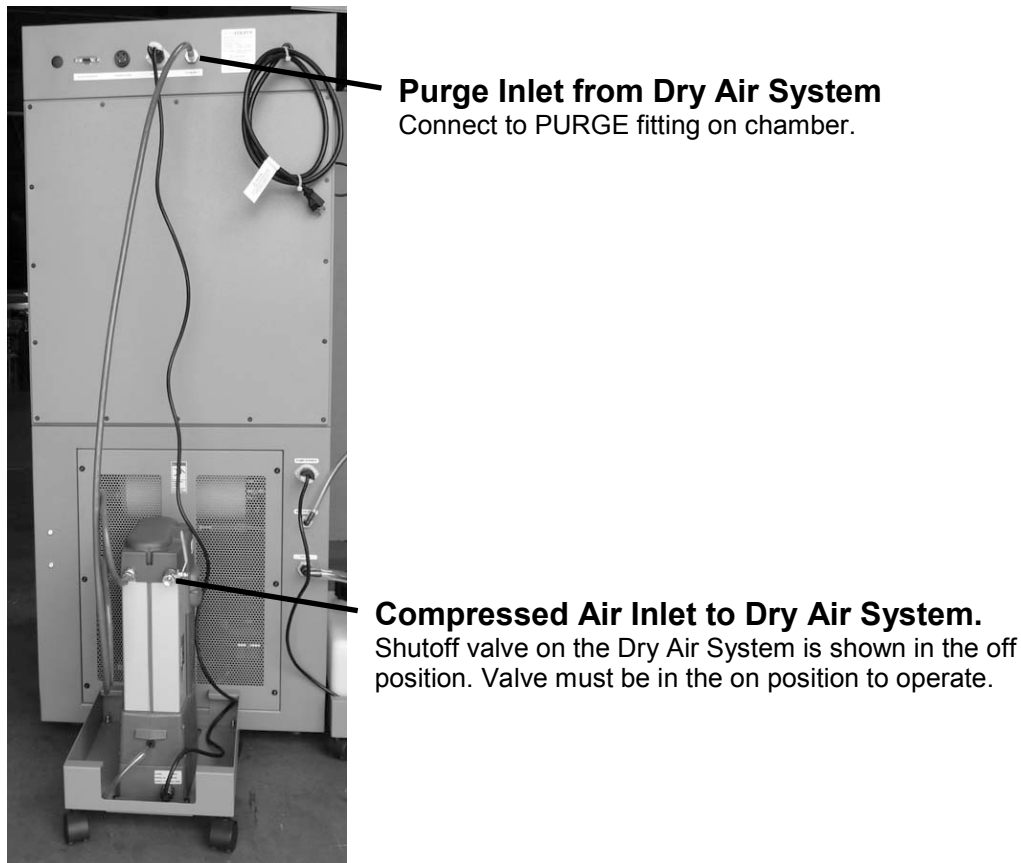 Purge Inlet from Dry Air System
Connect to PURGE fitting on chamber.
Compressed Air Inlet to Dry Air System.
Shutoff valve on the Dry Air System is shown in the off
position. Valve must be in the on position to operate.